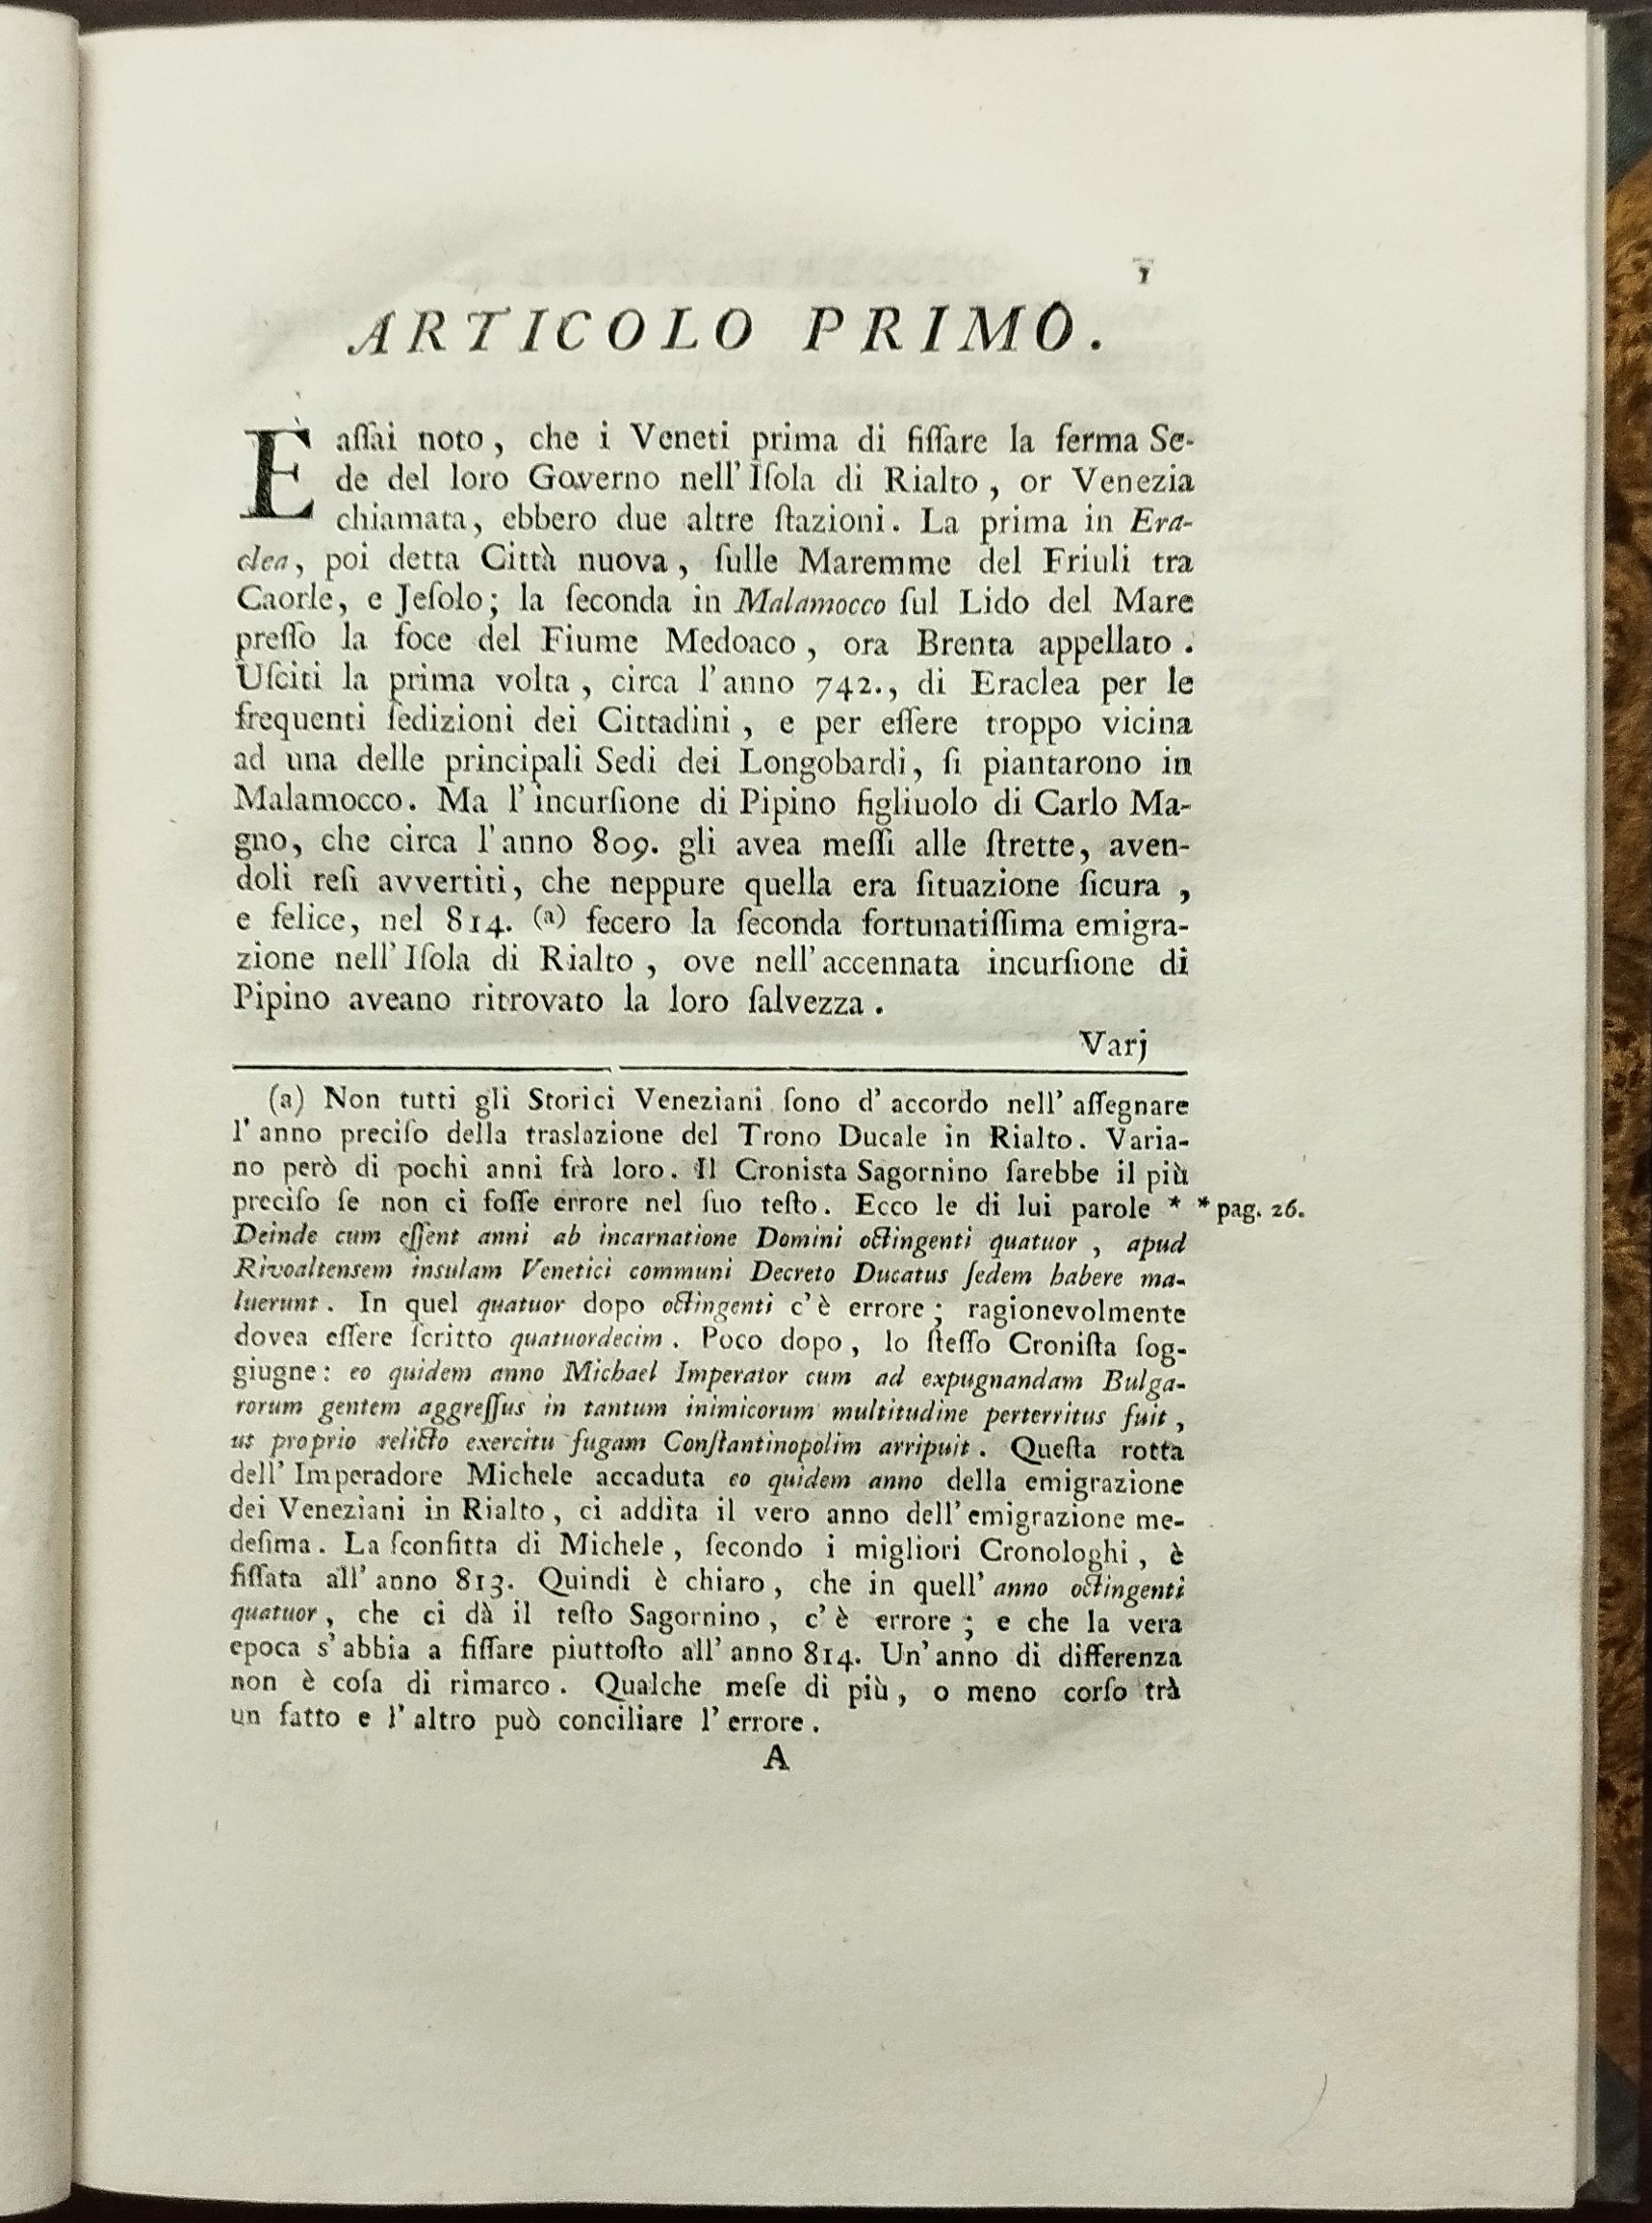 1
ARTICOLO PRIMO.
È aſſai noto, che i Veneti prima di fiſſare la ferma Se-
de del loro Governo nell' Iſola di Rialto, or Venezia
chiamata, ebbero due altre ſtazioni. La prima in Era-
clea, poi detta Città nuova, ſulle Maremme del Friuli tra
Caorle, e Jeſolo; la ſeconda in Malamocco ſul Lido del Mare
preſſo la foce del Fiume Medoaco, ora Brenta appellato.
Uſciti la prima volta, circa l'anno 742., di Eraclea per le
frequenti ſedizioni dei Cittadini, e per eſſere troppo vicina
ad una delle principali Sedi dei Longobardi, ſi piantarono in
Malamocco. Ma l'incurſione di Pipino figliuolo di Carlo Ma-
gno, che circa l'anno 809. gli avea meſſi alle ſtrette, aven-
doli reſi avvertiti, che neppure quella era ſituazione ſicura,
e felice, nel 814. (a) fecero la ſeconda fortunatiſſima emigra-
zione nell' Iſola di Rialto, ove nell'accennata incurſione di
Pipino aveano ritrovato la loro ſalvezza.
Varj
(a) Non tutti gli Storici Veneziani ſono d'accordo nell' aſſegnare
l'anno preciſo della traslazione del Trono Ducale in Rialto. Varia-
no però di pochi anni frà loro. Il Cronista Sagornino ſarebbe il più
preciſo ſe non ci foſſe errore nel ſuo teſto. Ecco le di lui parole * * pag. 26.
Deinde cum eſſent anni ab incarnatione Domini octingenti quatuor, apud
Rivoaltensem insulam Venetici communi Decreto Ducatus ſedem habere ma-
luerunt. In quel quatuor dopo octingenti c'è errore; ragionevolmente
dovea eſſere ſcritto quatuordecim. Poco dopo, lo ſteſſo Croniſta ſog-
giugne: eo quidem anno Michael Imperator cum ad expugnandam Bulga-
rorum gentem aggreſſus in tantum inimicorum multitudine perterritus fuit,
ut proprio relicto exercitu fugam Conſtantinopolim arripuit. Queſta rotta
dell' Imperadore Michele accaduta eo quidem anno della emigrazione
dei Veneziani in Rialto, ci addita il vero anno dell' emigrazione me-
deſima. La ſconfitta di Michele, ſecondo i migliori Cronologhi, è
fiſſata all' anno 813. Quindi è chiaro, che in quell' anno octingenti
quatuor, che ci dà il teſto Sagornino, c'è errore; e che la vera
epoca s'abbia a fiſſare piuttoſto all' anno 814. Un'anno di differenza
non è coſa di rimarco. Qualche meſe di più, o meno corſo trà
un fatto e l'altro può conciliare l'errore.
A